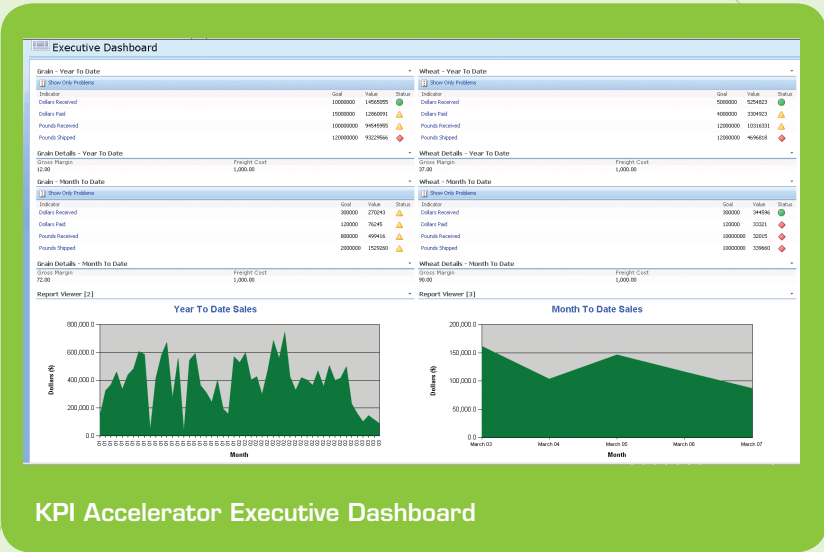 Executive Dashboard
Grain - Year To Date
Show Only Problems
Indicator Goal Value Status
Dollars Received 10000000 14565855
Dollars Paid 15000000 12860091
Pounds Received 100000000 94545955
Pounds Shipped 120000000 93229566
Grain Details - Year To Date
Gross Margin Freight Cost
12.00 1,000.00
Grain - Month To Date
Show Only Problems
Indicator Goal Value Status
Dollars Received 300000 270243
Dollars Paid 120000 76245
Pounds Received 800000 499416
Pounds Shipped 2000000 1529260
Grain Details - Month To Date
Gross Margin Freight Cost
72.00 1,000.00
Report Viewer [2]
Year To Date Sales
800,000.0
600,000.0
400,000.0
200,000.0
0.0
Dollars ($)
Month
Wheat - Year To Date
Show Only Problems
Indicator Goal Value Status
Dollars Received 5000000 5254823
Dollars Paid 4000000 3304923
Pounds Received 12000000 10316331
Pounds Shipped 12000000 4696818
Wheat Details - Year To Date
Gross Margin Freight Cost
37.00 1,000.00
Wheat - Month To Date
Show Only Problems
Indicator Goal Value Status
Dollars Received 300000 344596
Dollars Paid 120000 33321
Pounds Received 10000000 32015
Pounds Shipped 10000000 339660
Wheat Details - Month To Date
Gross Margin Freight Cost
90.00 1,000.00
Report Viewer [3]
Month To Date Sales
200,000.0
150,000.0
100,000.0
50,000.0
0.0
Dollars ($)
March 03 March 04 March 05 March 06 March 07
Month
KPI Accelerator Executive Dashboard